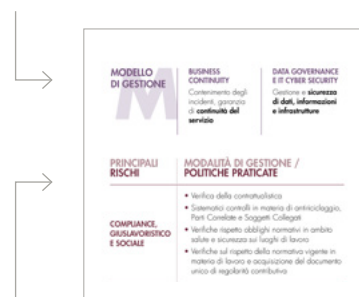 MODELLO
DI GESTIONE
M
BUSINESS
CONTINUITY
Contenimento degli
incidenti, garanzia
di continuità del
servizio
DATA GOVERNANCE
E IT CYBER SECURITY
Gestione e sicurezza
di dati, informazioni
e infrastrutture
PRINCIPALI
RISCHI
MODALITÀ DI GESTIONE /
POLITICHE PRATICATE
COMPLIANCE,
GIUSLAVORISTICO
E SOCIALE
• Verifica della contrattualistica
• Sistematici controlli in materia di antiriciclaggio,
Parti Correlate e Soggetti Collegati
• Verifiche rispetto obblighi normativi in ambito
salute e sicurezza sui luoghi di lavoro
• Verifiche sul rispetto della normativa vigente in
materia di lavoro e acquisizione del documento
unico di regolarità contributiva